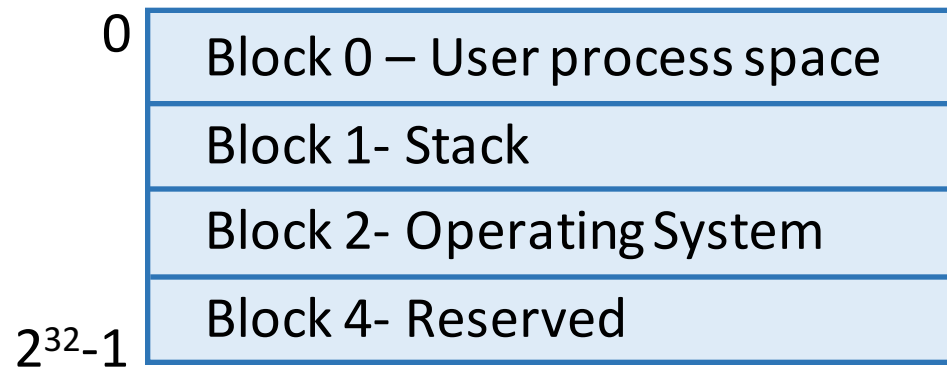 0
Block 0 – User process space
Block 1- Stack
Block 2- Operating System
Block 4- Reserved
2³²-1